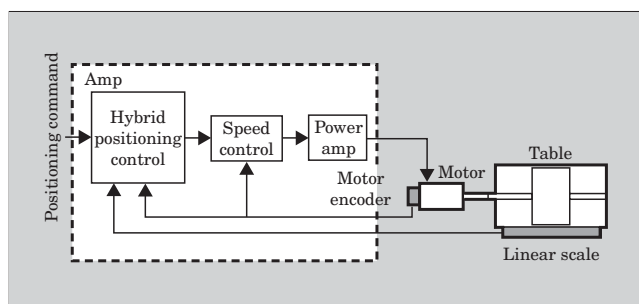 Positioning command
Amp
Hybrid
positioning
control
Speed
control
Power
amp
Motor
encoder
Motor
Table
Linear scale